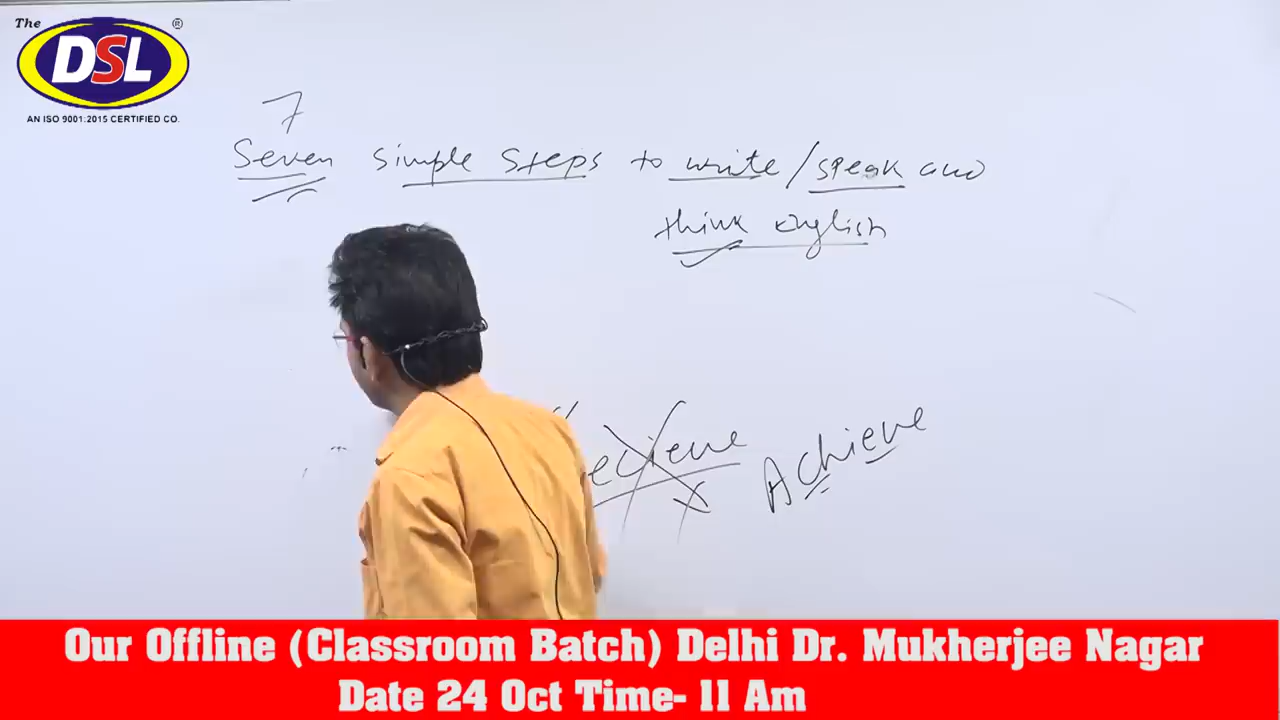 The
®
DSL
AN ISO 9001:2015 CERTIFIED CO.
7
Seven simple steps to write / speak and
think english
ecieve
Achieve
Our Offline (Classroom Batch) Delhi Dr. Mukherjee Nagar
Date 24 Oct Time- 11 Am